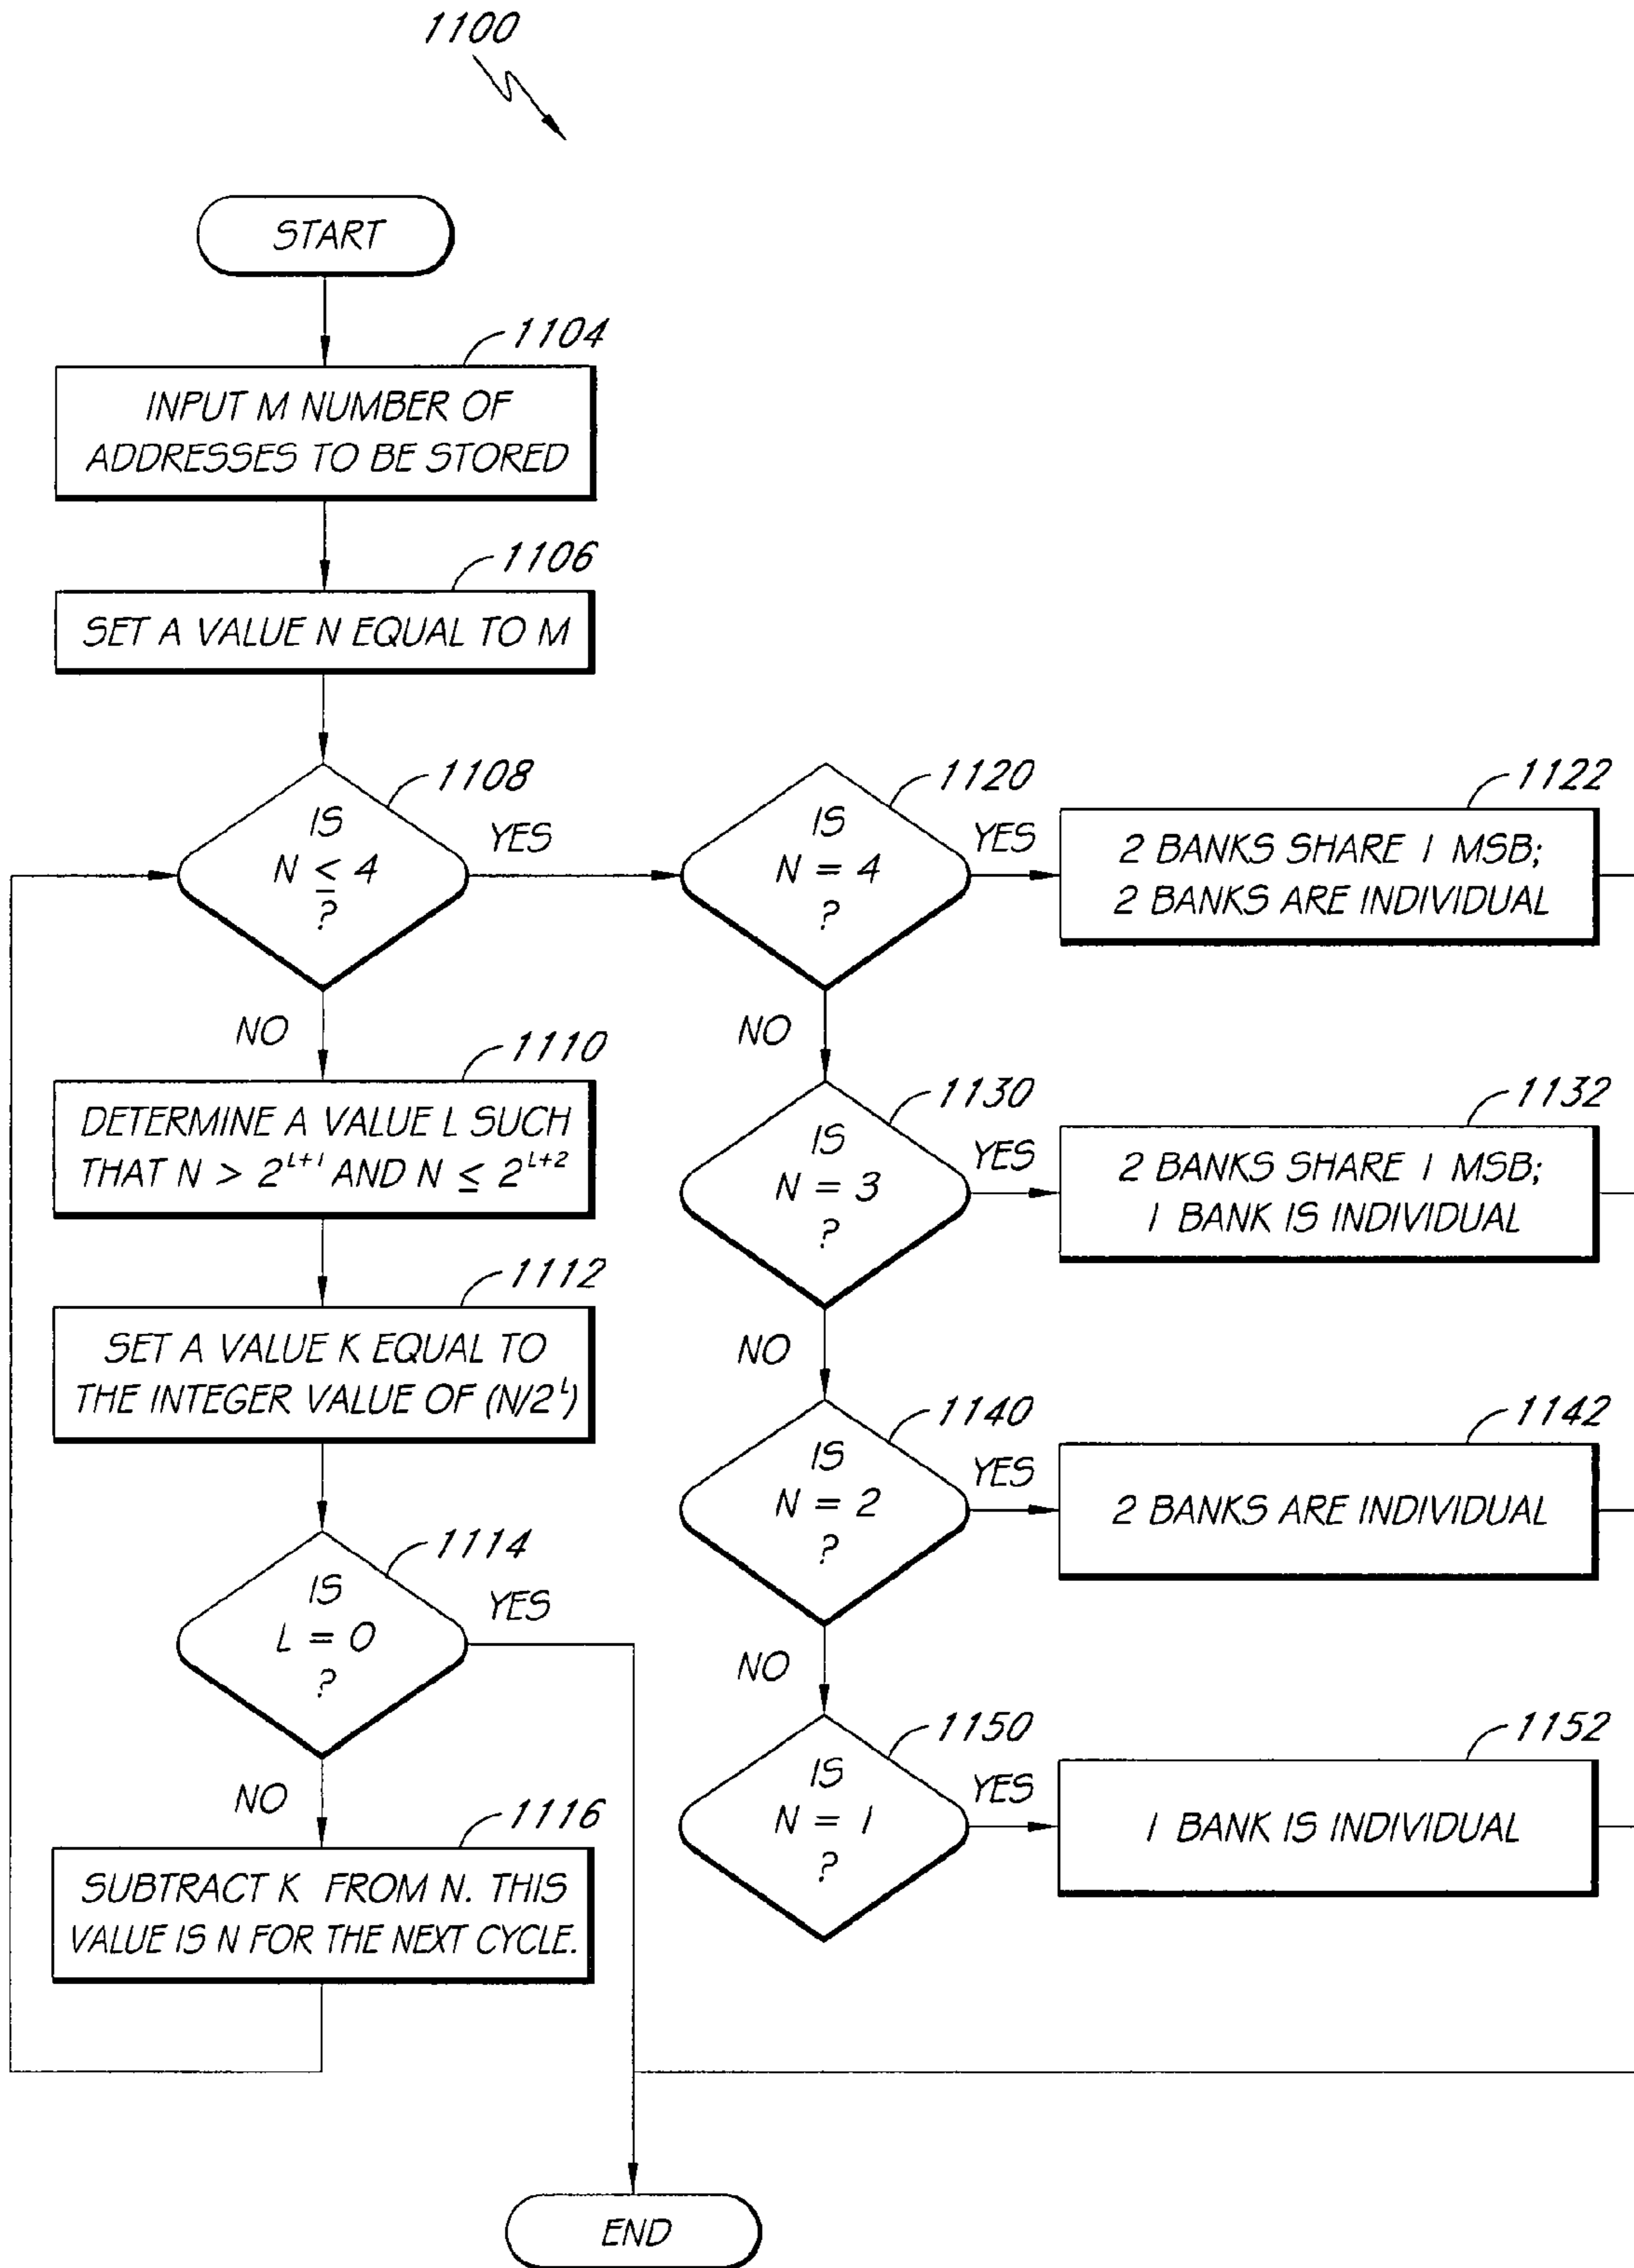 1100
START
1104
INPUT M NUMBER OF
ADDRESSES TO BE STORED
1106
SET A VALUE N EQUAL TO M
1108
IS
N ≤ 4
?
YES
NO
1110
DETERMINE A VALUE L SUCH
THAT N > 2^{L+1} AND N ≤ 2^{L+2}
1112
SET A VALUE K EQUAL TO
THE INTEGER VALUE OF (N/2^L)
1114
IS
L = 0
?
YES
NO
1116
SUBTRACT K FROM N. THIS
VALUE IS N FOR THE NEXT CYCLE.
1120
IS
N = 4
?
YES
NO
1122
2 BANKS SHARE 1 MSB;
2 BANKS ARE INDIVIDUAL
1130
IS
N = 3
?
YES
NO
1132
2 BANKS SHARE 1 MSB;
1 BANK IS INDIVIDUAL
1140
IS
N = 2
?
YES
NO
1142
2 BANKS ARE INDIVIDUAL
1150
IS
N = 1
?
YES
1152
1 BANK IS INDIVIDUAL
END